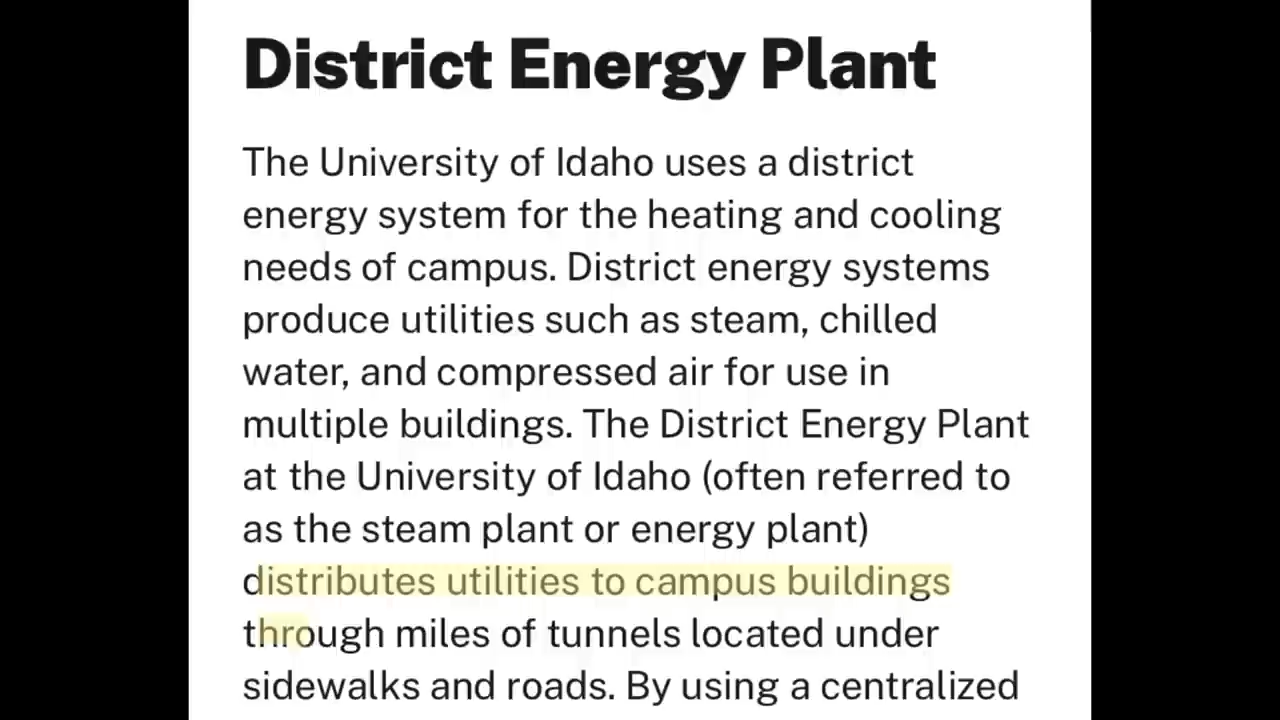 District Energy Plant
The University of Idaho uses a district
energy system for the heating and cooling
needs of campus. District energy systems
produce utilities such as steam, chilled
water, and compressed air for use in
multiple buildings. The District Energy Plant
at the University of Idaho (often referred to
as the steam plant or energy plant)
distributes utilities to campus buildings
through miles of tunnels located under
sidewalks and roads. By using a centralized